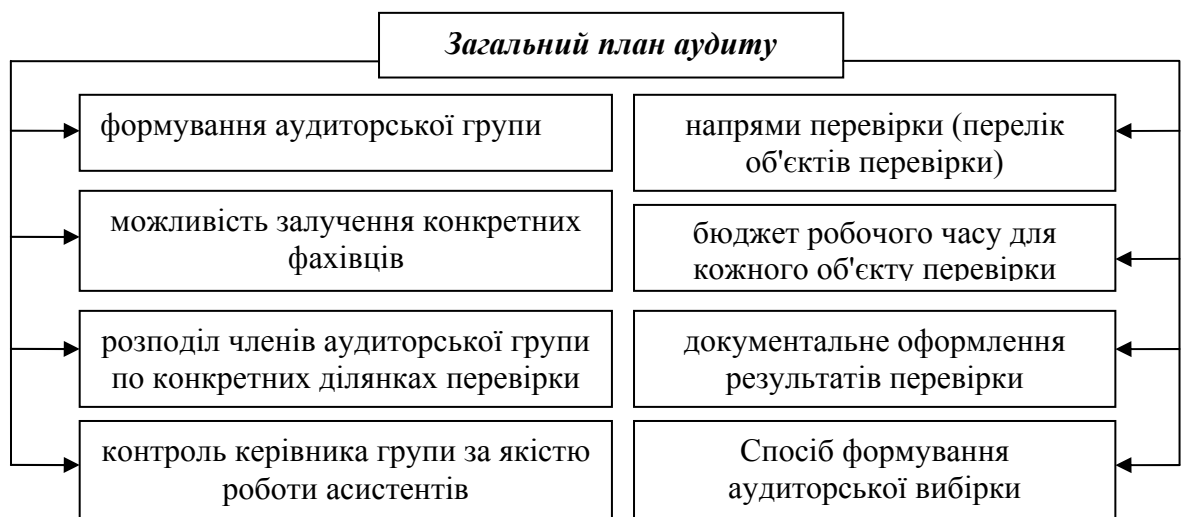 Загальний план аудиту
формування аудиторської групи
можливість залучення конкретних
фахівців
розподіл членів аудиторської групи
по конкретних ділянках перевірки
контроль керівника групи за якістю
роботи асистентів
напрями перевірки (перелік
об'єктів перевірки)
бюджет робочого часу для
кожного об'єкту перевірки
документальне оформлення
результатів перевірки
Спосіб формування
аудиторської вибірки